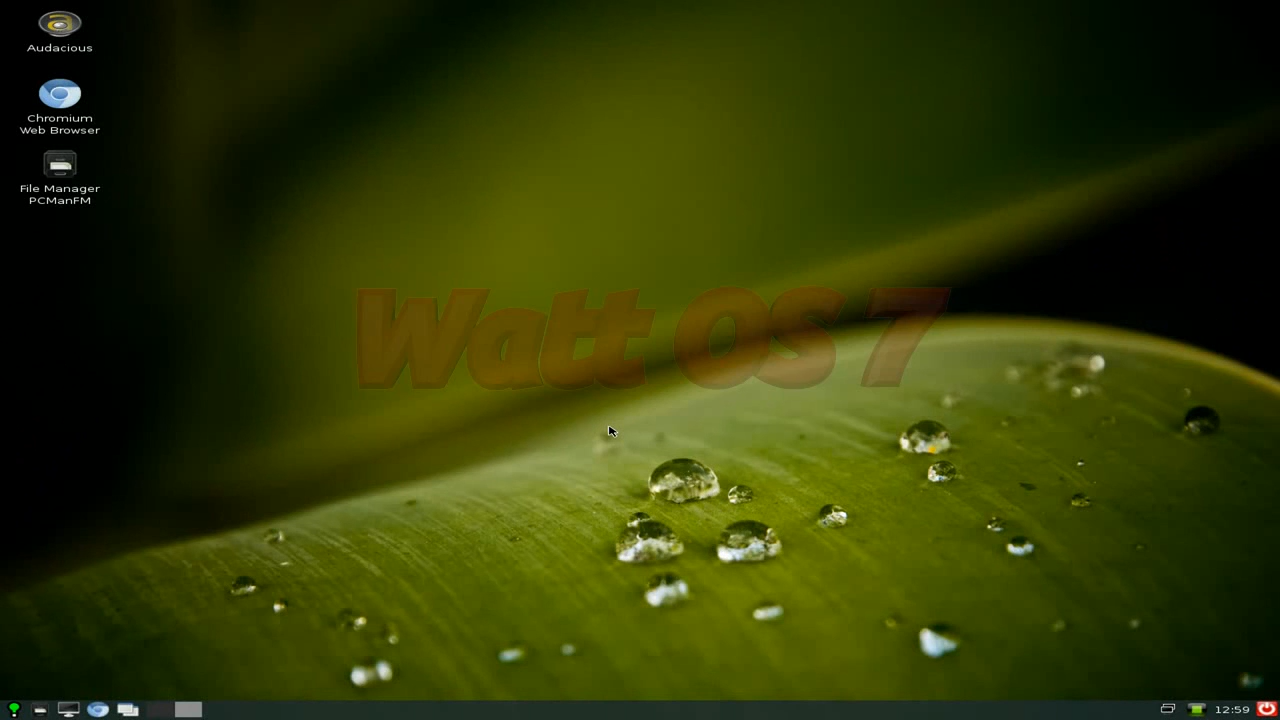 Audacious
Chromium
Web Browser
File Manager
PCManFM
Watt OS 7
12:59